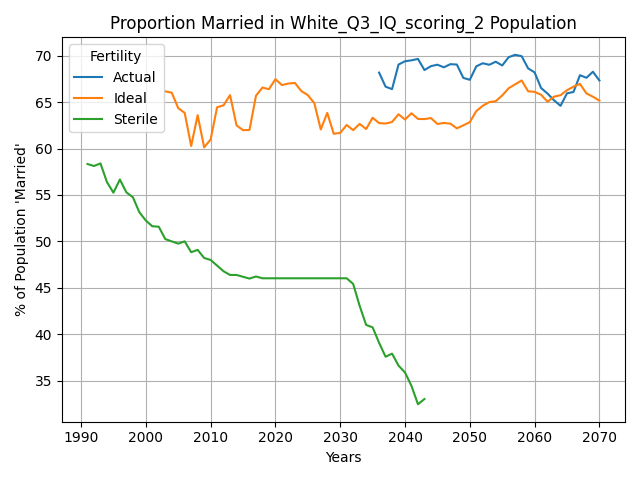 Proportion Married in White_Q3_IQ_scoring_2 Population
Fertility
Actual
Ideal
Sterile
% of Population 'Married'
70
65
60
55
50
45
40
35
1990
2000
2010
2020
2030
2040
2050
2060
2070
Years